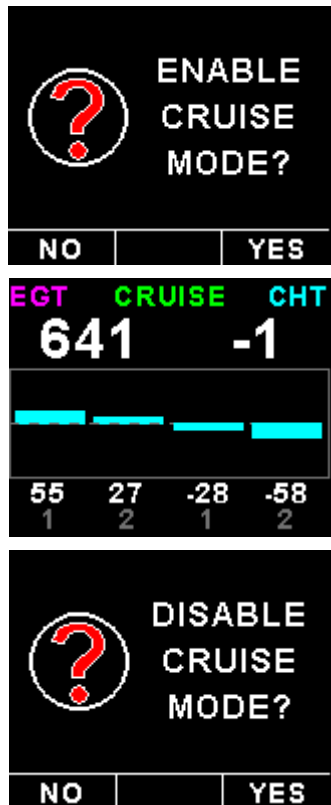 ENABLE
CRUISE
MODE?
NO YES
EGT CRUISE CHT
641 -1
55 27 -28 -58
1 2 1 2
DISABLE
CRUISE
MODE?
NO YES